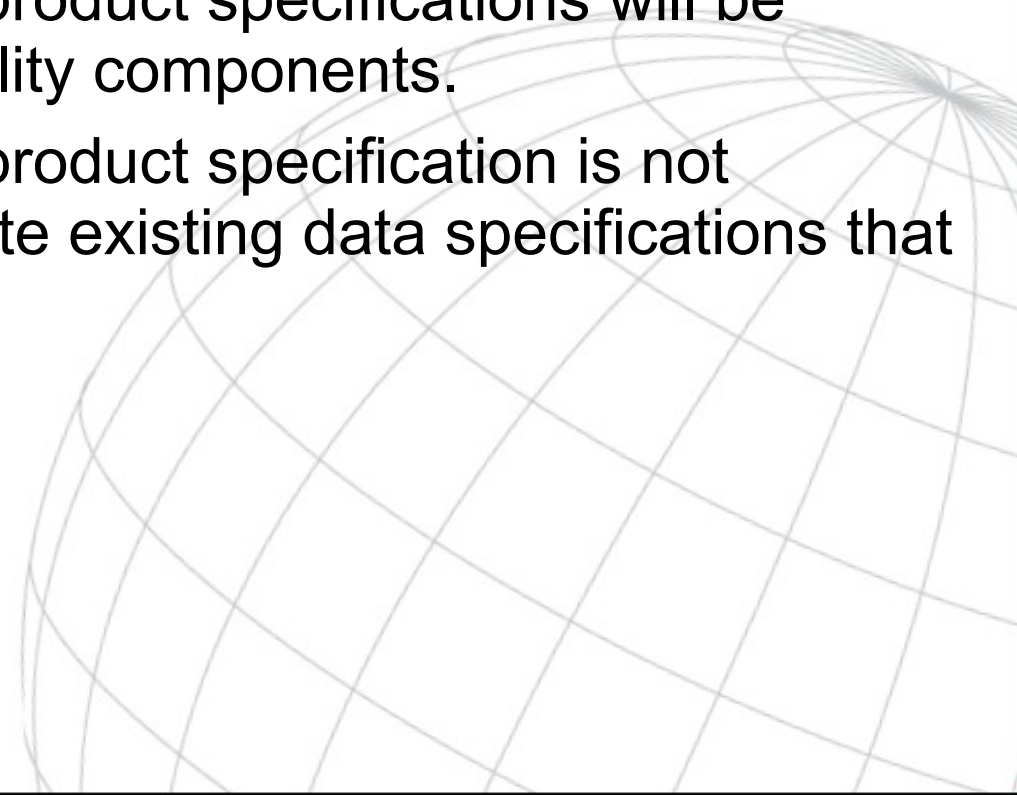 product specifications will be
lity components.
product specification is not
te existing data specifications that